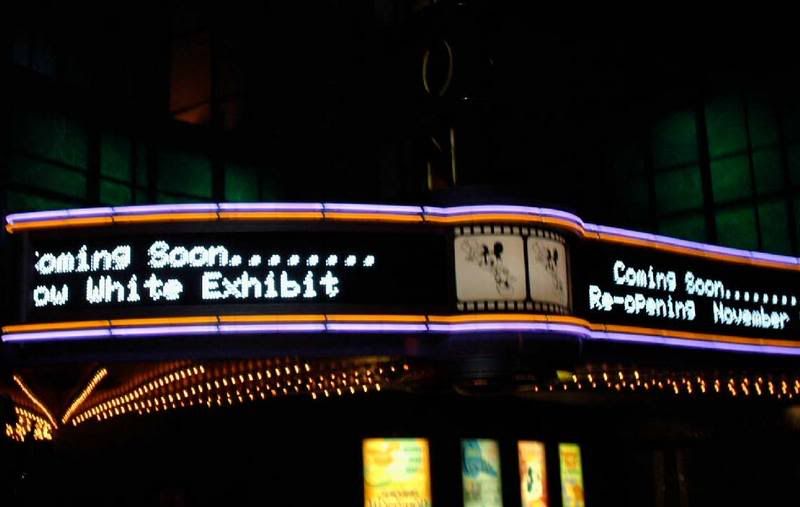 oming Soon........
ow White Exhibit
Coming Soon........
Re-opening November